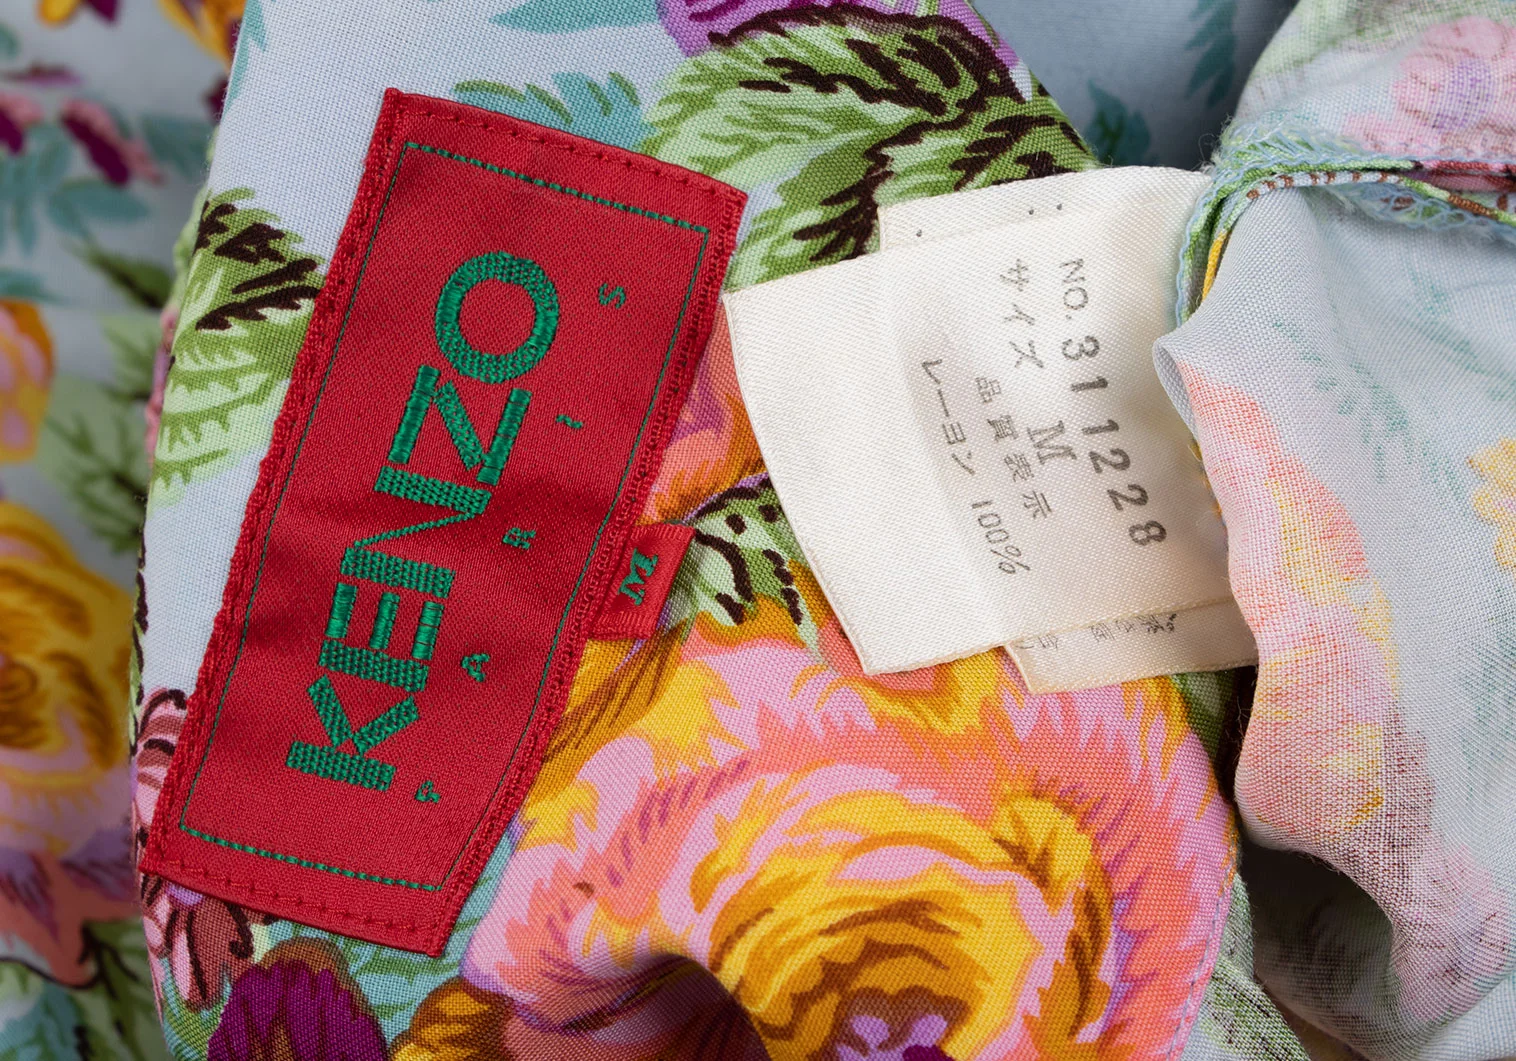 KENZO
PARIS
M
NO. 311228
サイズ M
品質表示
レーヨン 100%